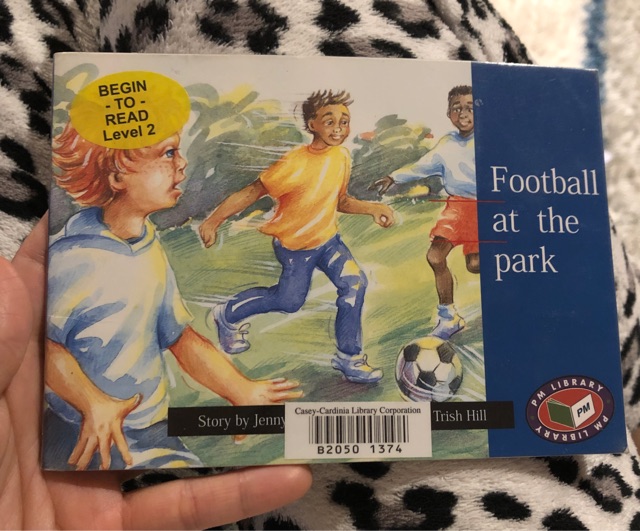 BEGIN
- TO -
READ
Level 2
Football
at the
park
Story by Jenny
Trish Hill
Casey-Cardinia Library Corporation
B2050 1374
PM LIBRARY
PM
PM LIBRARY